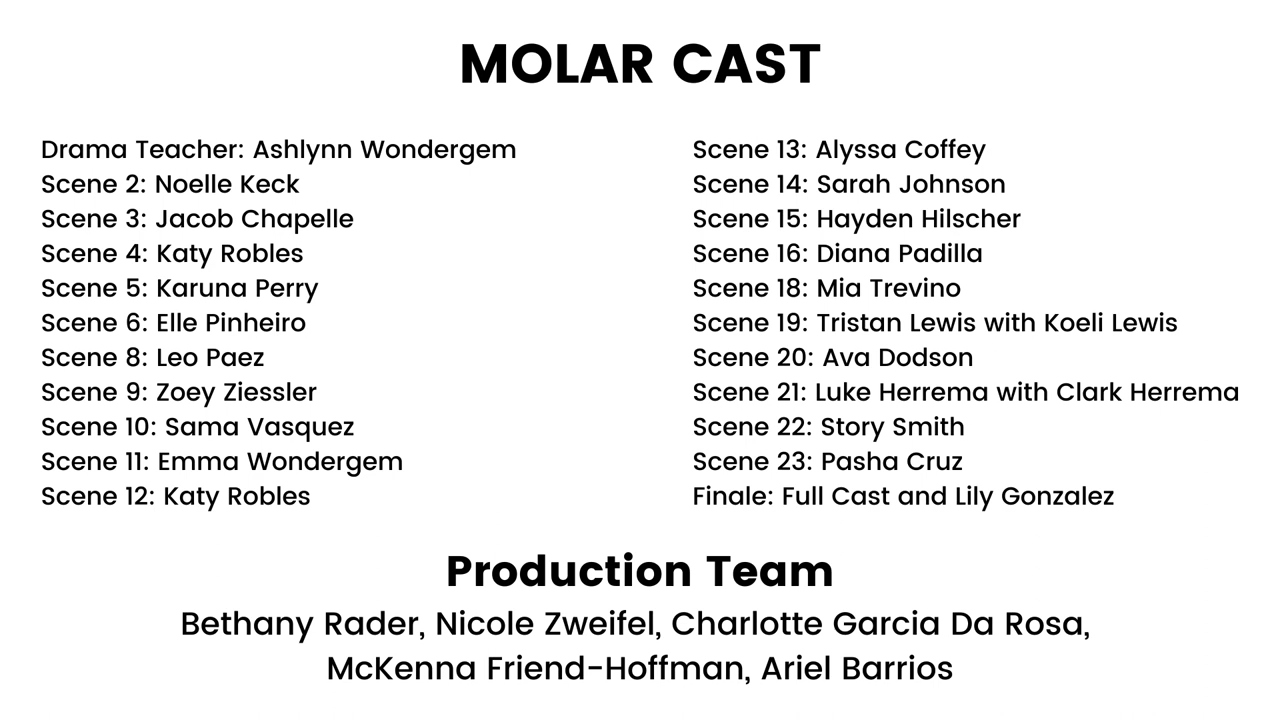 MOLAR CAST
Drama Teacher: Ashlynn Wondergem
Scene 2: Noelle Keck
Scene 3: Jacob Chapelle
Scene 4: Katy Robles
Scene 5: Karuna Perry
Scene 6: Elle Pinheiro
Scene 8: Leo Paez
Scene 9: Zoey Ziessler
Scene 10: Sama Vasquez
Scene 11: Emma Wondergem
Scene 12: Katy Robles
Scene 13: Alyssa Coffey
Scene 14: Sarah Johnson
Scene 15: Hayden Hilscher
Scene 16: Diana Padilla
Scene 18: Mia Trevino
Scene 19: Tristan Lewis with Koeli Lewis
Scene 20: Ava Dodson
Scene 21: Luke Herrema with Clark Herrema
Scene 22: Story Smith
Scene 23: Pasha Cruz
Finale: Full Cast and Lily Gonzalez
Production Team
Bethany Rader, Nicole Zweifel, Charlotte Garcia Da Rosa,
McKenna Friend-Hoffman, Ariel Barrios